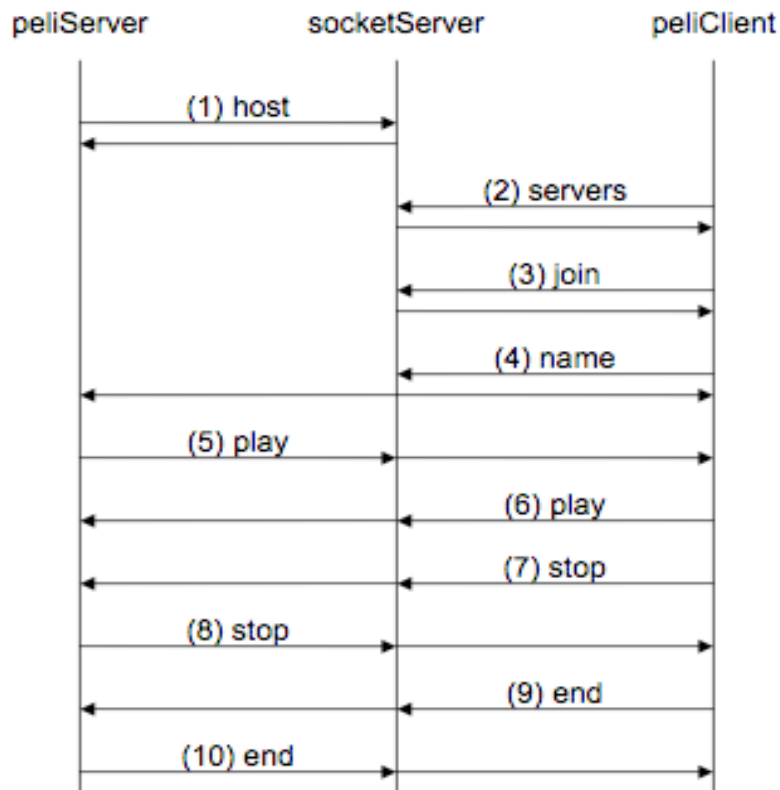 peliServer socketServer peliClient
(1) host
(2) servers
(3) join
(4) name
(5) play
(6) play
(7) stop
(8) stop
(9) end
(10) end